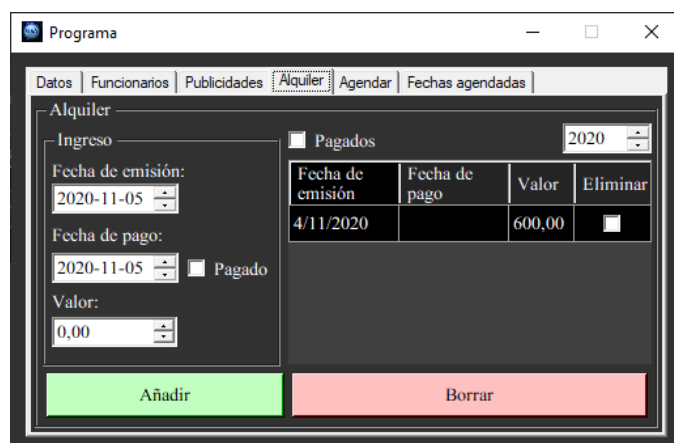 Programa
Datos Funcionarios Publicidades Alquiler Agendar Fechas agendadas
Alquiler
Ingreso
Fecha de emisión:
2020-11-05
Fecha de pago:
2020-11-05 Pagado
Valor:
0,00
Añadir
Pagados 2020
Fecha de emisión Fecha de pago Valor Eliminar
4/11/2020 600,00
Borrar